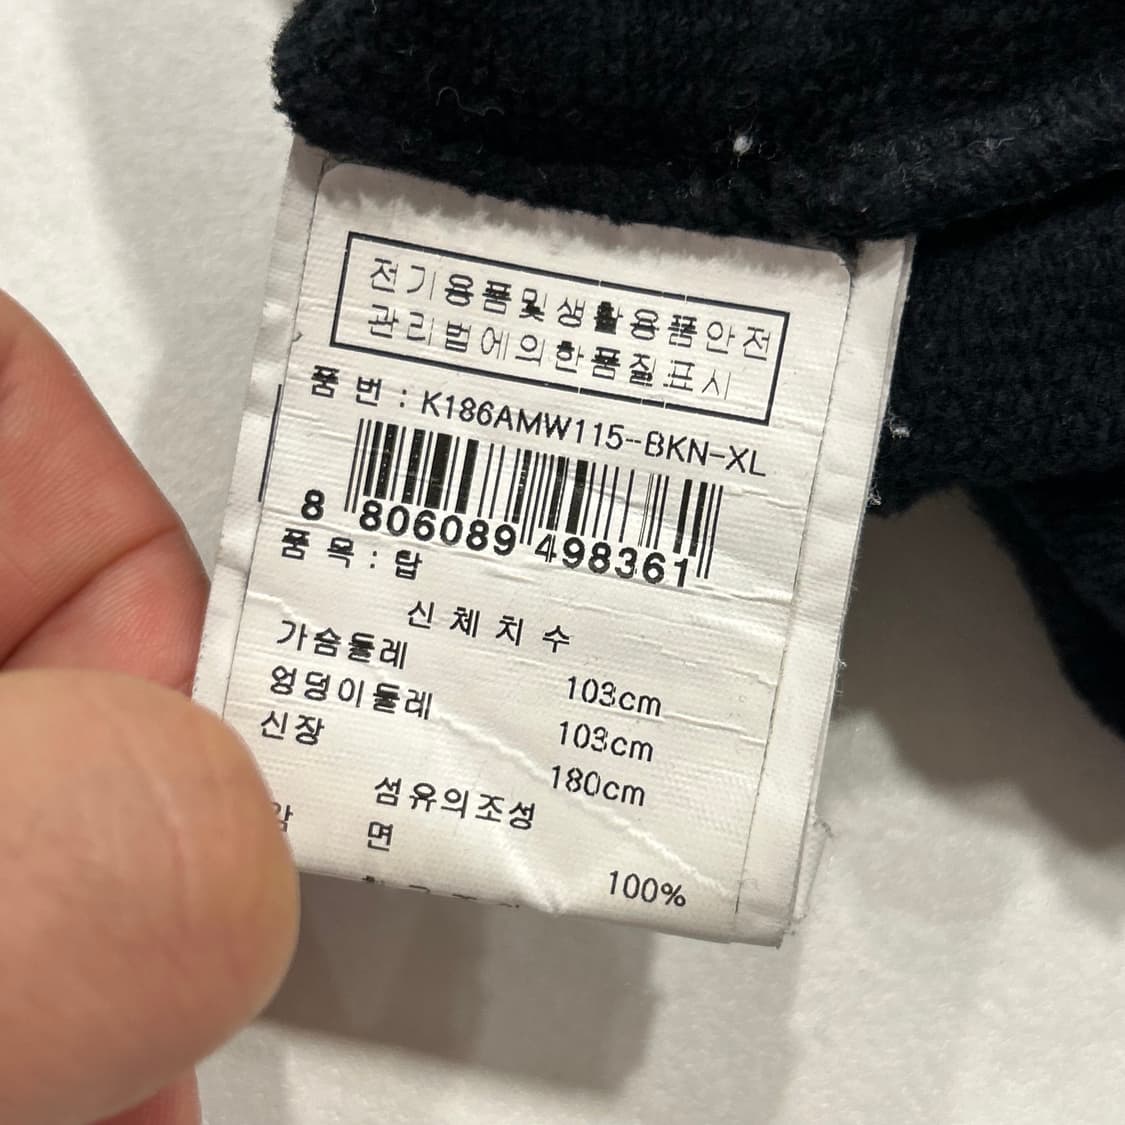 전기용품및생활용품안전
관리법에의한품질표시
품 번 : K186AMW115-BKN-XL
8 806089 498361
품 목 : 탑
신 체 치 수
가슴둘레 103cm
엉덩이둘레 103cm
신장 180cm
섬유의조성
면 100%